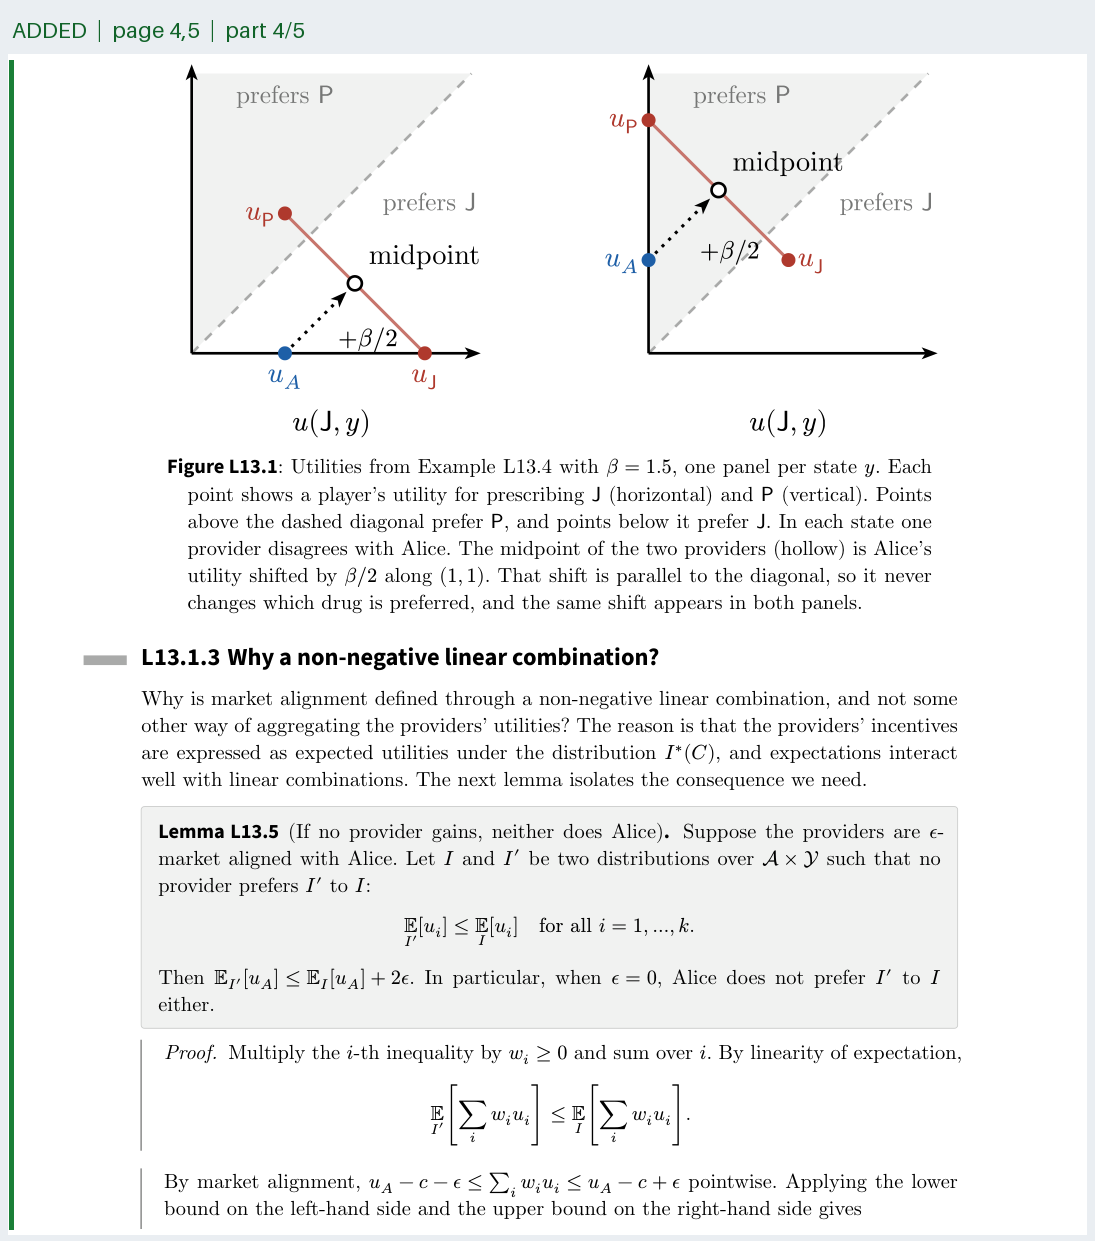 ADDED | page 4,5 | part 4/5
prefers P
u_P
prefers J
midpoint
+β/2
u_A
u_J
u(J, y)
prefers P
u_P
midpoint
prefers J
u_A
+β/2
u_J
u(J, y)
Figure L13.1: Utilities from Example L13.4 with β = 1.5, one panel per state y. Each
point shows a player's utility for prescribing J (horizontal) and P (vertical). Points
above the dashed diagonal prefer P, and points below it prefer J. In each state one
provider disagrees with Alice. The midpoint of the two providers (hollow) is Alice's
utility shifted by β/2 along (1, 1). That shift is parallel to the diagonal, so it never
changes which drug is preferred, and the same shift appears in both panels.
L13.1.3 Why a non-negative linear combination?
Why is market alignment defined through a non-negative linear combination, and not some
other way of aggregating the providers' utilities? The reason is that the providers' incentives
are expressed as expected utilities under the distribution I*(C), and expectations interact
well with linear combinations. The next lemma isolates the consequence we need.
Lemma L13.5 (If no provider gains, neither does Alice). Suppose the providers are ϵ-
market aligned with Alice. Let I and I′ be two distributions over 𝒜 × 𝒴 such that no
provider prefers I′ to I:
𝔼_{I′}[u_i] ≤ 𝔼_I[u_i] for all i = 1, ..., k.
Then 𝔼_{I′}[u_A] ≤ 𝔼_I[u_A] + 2ϵ. In particular, when ϵ = 0, Alice does not prefer I′ to I
either.
Proof. Multiply the i-th inequality by w_i ≥ 0 and sum over i. By linearity of expectation,
𝔼_{I′}[∑_i w_i u_i] ≤ 𝔼_I[∑_i w_i u_i].
By market alignment, u_A − c − ϵ ≤ ∑_i w_i u_i ≤ u_A − c + ϵ pointwise. Applying the lower
bound on the left-hand side and the upper bound on the right-hand side gives